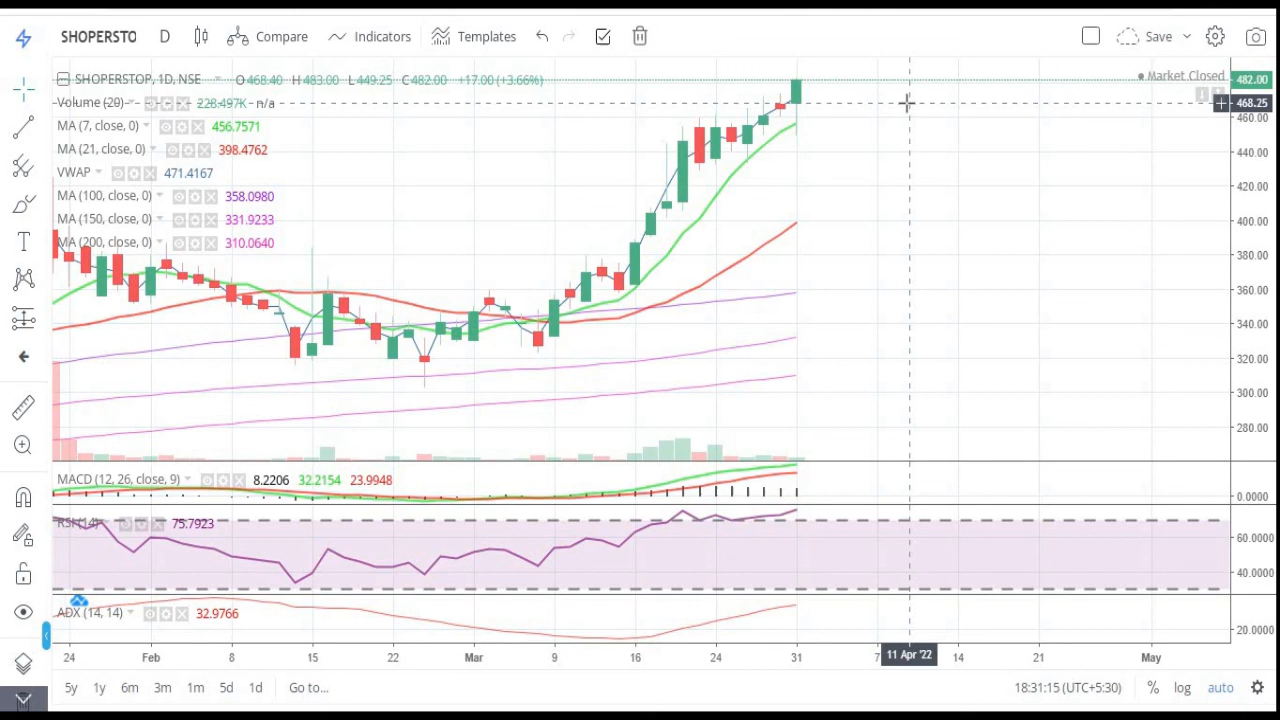 SHOPERSTO D Compare Indicators Templates Save
SHOPERSTOP, 1D, NSE O468.40 H483.00 L449.25 C482.00 +17.00 (+3.66%) Market Closed
482.00
Volume (20) 228.497K n/a
468.25
460.00
MA (7, close, 0) 456.7571
MA (21, close, 0) 398.4762
440.00
VWAP 471.4167
420.00
MA (100, close, 0) 358.0980
400.00
MA (150, close, 0) 331.9233
MA (200, close, 0) 310.0640
380.00
360.00
340.00
320.00
300.00
280.00
MACD (12, 26, close, 9) 8.2206 32.2154 23.9948
0.0000
RSI (14) 75.7923
60.0000
40.0000
ADX (14, 14) 32.9766
20.0000
24 Feb 8 15 22 Mar 9 16 24 31 7 11 Apr '22 14 21 May
5y 1y 6m 3m 1m 5d 1d Go to... 18:31:15 (UTC+5:30) % log auto